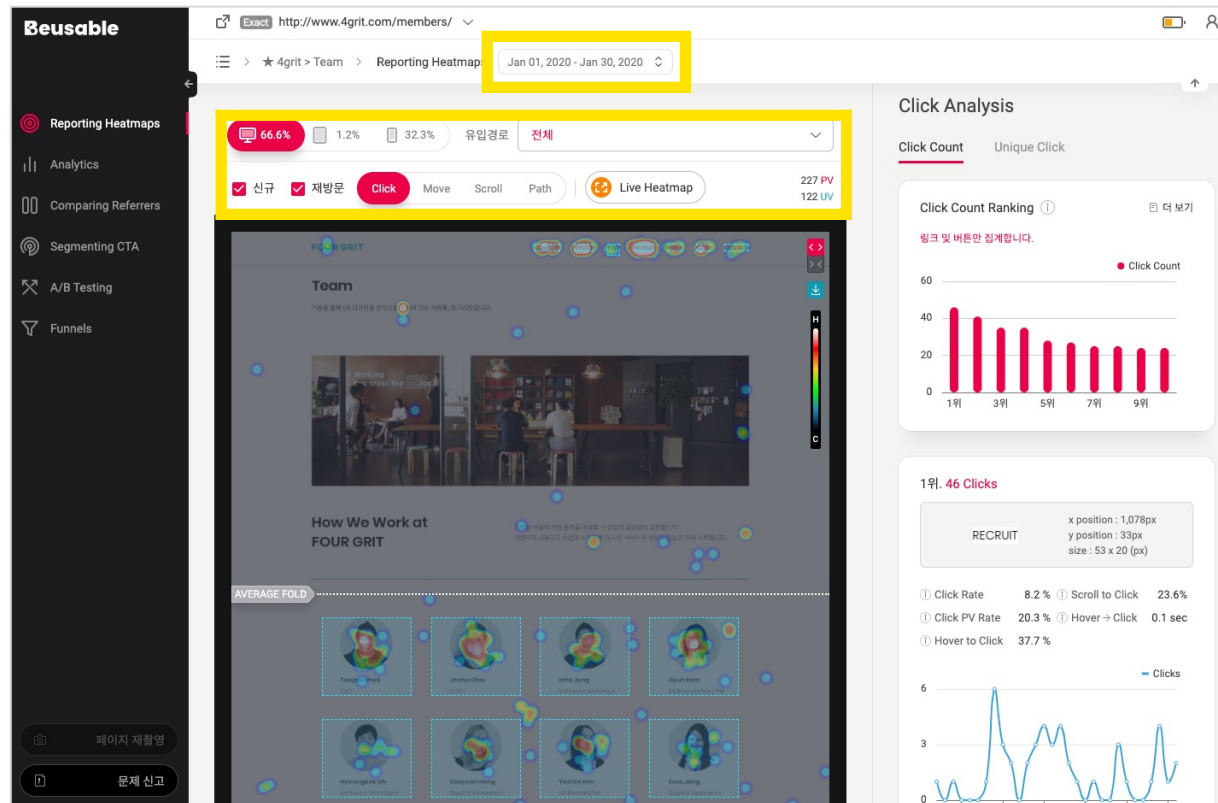 Beusable
Exact http://www.4grit.com/members/
★ 4grit > Team > Reporting Heatmap
Jan 01, 2020 - Jan 30, 2020
Reporting Heatmaps
Analytics
Comparing Referrers
Segmenting CTA
A/B Testing
Funnels
페이지 재촬영
문제 신고
66.6% 1.2% 32.3% 유입경로 전체
신규 재방문 Click Move Scroll Path Live Heatmap
227 PV
122 UV
FOUR GRIT
Team
H
C
working
You cross the
How We Work at
FOUR GRIT
AVERAGE FOLD
Click Analysis
Click Count Unique Click
Click Count Ranking 더 보기
링크 및 버튼만 집계합니다.
Click Count
60
40
20
0
1위 3위 5위 7위 9위
1위. 46 Clicks
RECRUIT
x position : 1,078px
y position : 33px
size : 53 x 20 (px)
Click Rate 8.2 % Scroll to Click 23.6%
Click PV Rate 20.3 % Hover → Click 0.1 sec
Hover to Click 37.7 %
Clicks
6
3
0